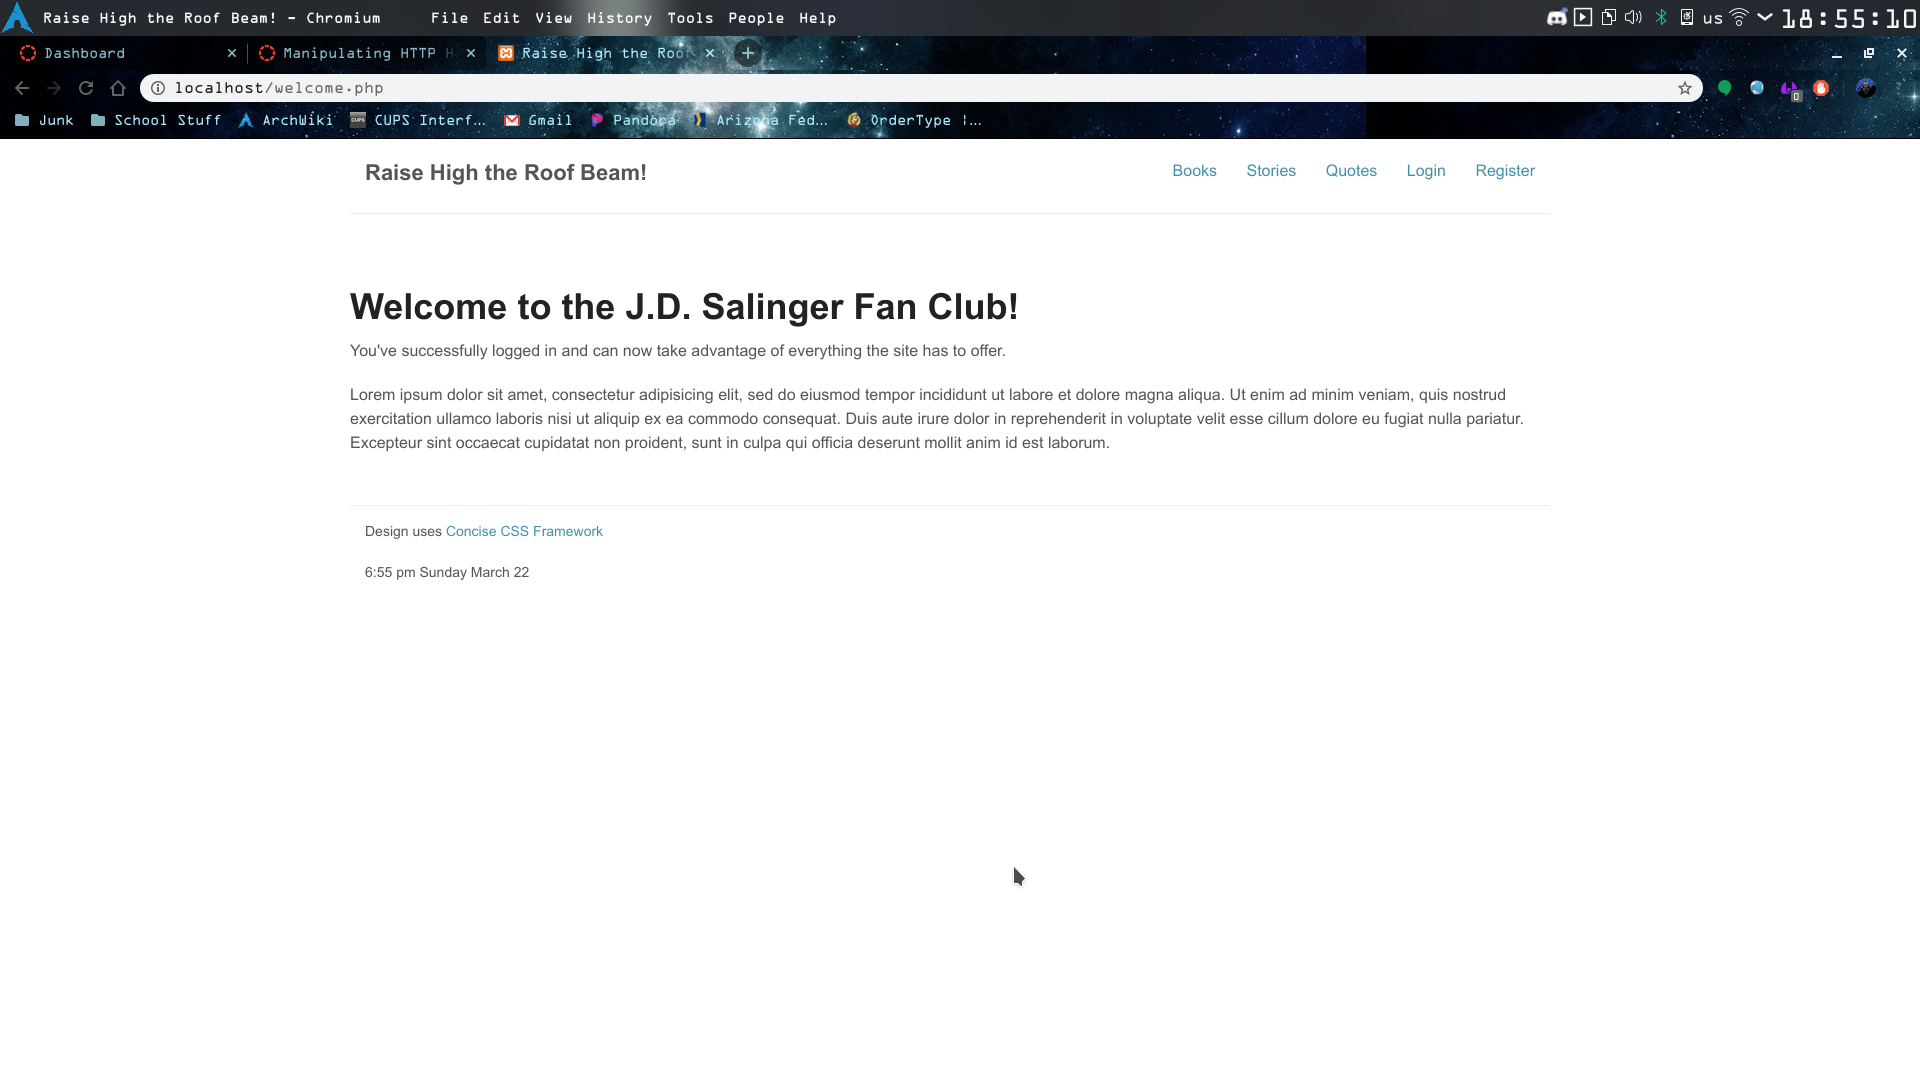 Raise High the Roof Beam! - Chromium File Edit View History Tools People Help us 18:55:10
Dashboard Manipulating HTTP H Raise High the Roof
localhost/welcome.php
Junk School Stuff ArchWiki CUPS Interf... Gmail Pandora Arizona Fed... OrderType |...
Raise High the Roof Beam! Books Stories Quotes Login Register
Welcome to the J.D. Salinger Fan Club!
You've successfully logged in and can now take advantage of everything the site has to offer.
Lorem ipsum dolor sit amet, consectetur adipisicing elit, sed do eiusmod tempor incididunt ut labore et dolore magna aliqua. Ut enim ad minim veniam, quis nostrud
exercitation ullamco laboris nisi ut aliquip ex ea commodo consequat. Duis aute irure dolor in reprehenderit in voluptate velit esse cillum dolore eu fugiat nulla pariatur.
Excepteur sint occaecat cupidatat non proident, sunt in culpa qui officia deserunt mollit anim id est laborum.
Design uses Concise CSS Framework
6:55 pm Sunday March 22